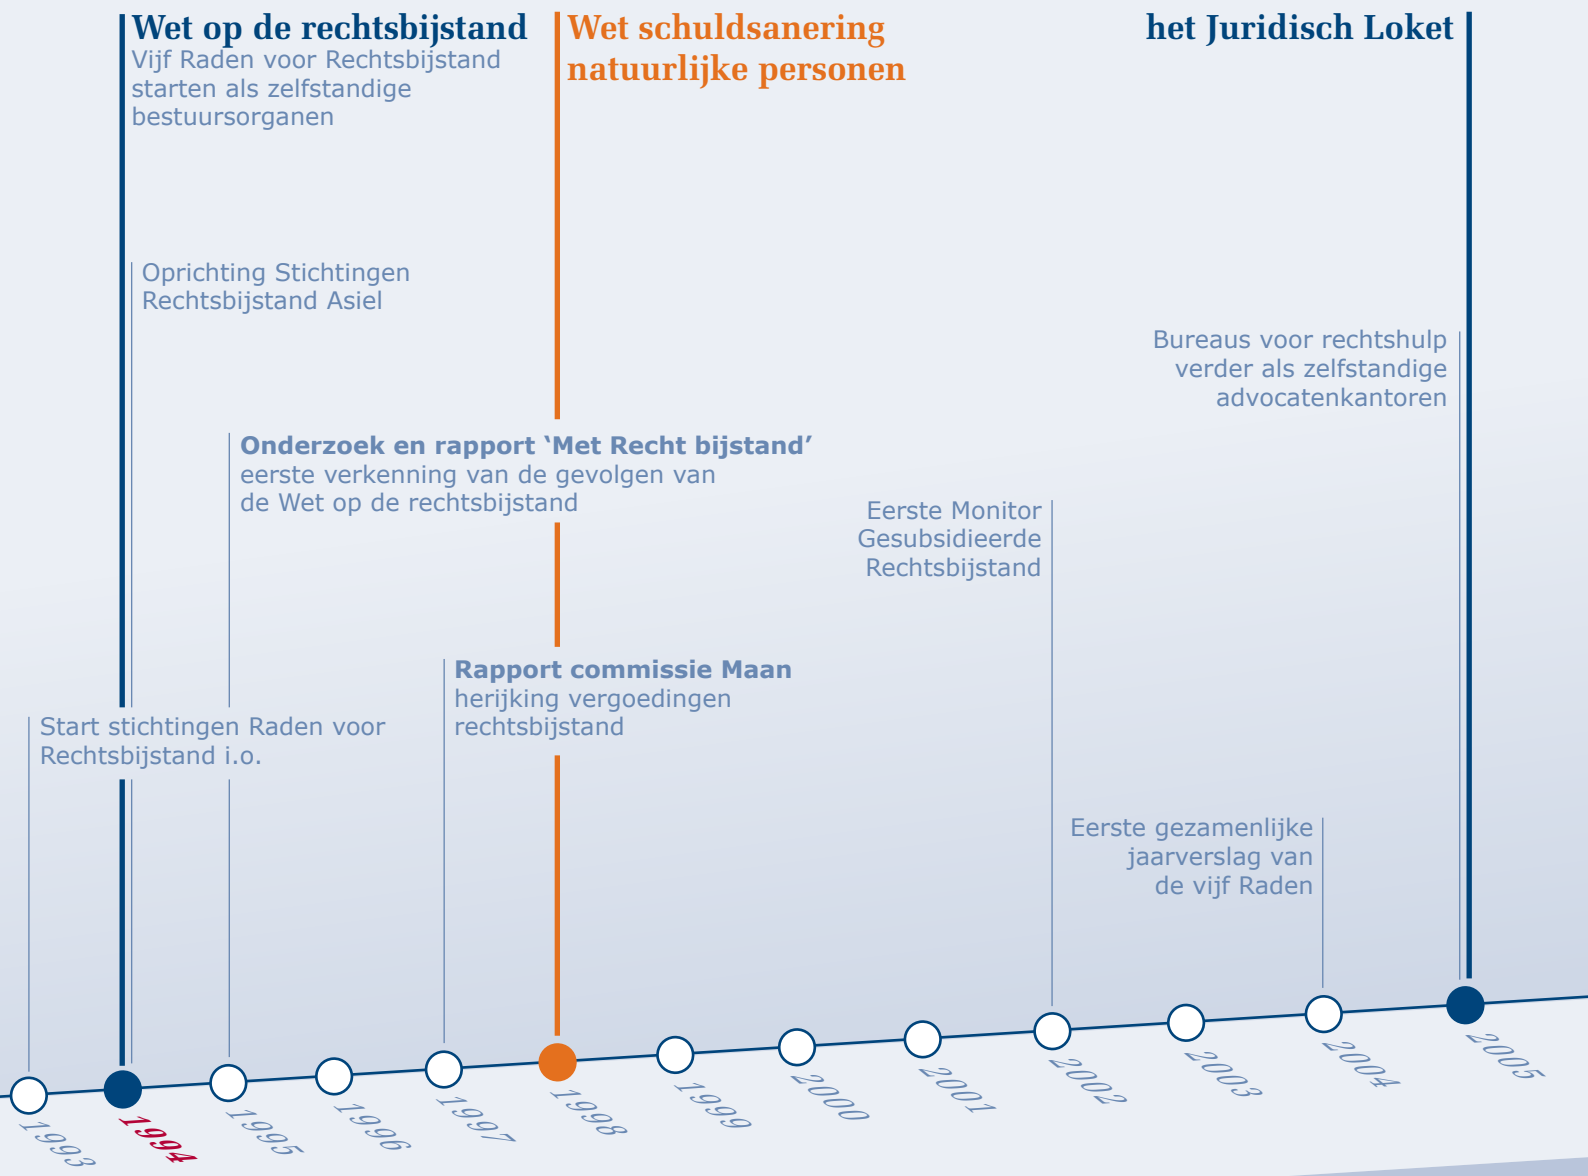 Wet op de rechtsbijstand
Vijf Raden voor Rechtsbijstand
starten als zelfstandige
bestuursorganen
Wet schuldsanering
natuurlijke personen
het Juridisch Loket
Oprichting Stichtingen
Rechtsbijstand Asiel
Bureaus voor rechtshulp
verder als zelfstandige
advocatenkantoren
Onderzoek en rapport ‘Met Recht bijstand’
eerste verkenning van de gevolgen van
de Wet op de rechtsbijstand
Eerste Monitor
Gesubsidieerde
Rechtsbijstand
Rapport commissie Maan
herijking vergoedingen
rechtsbijstand
Start stichtingen Raden voor
Rechtsbijstand i.o.
Eerste gezamenlijke
jaarverslag van
de vijf Raden
1993
1994
1995
1996
1997
1998
1999
2000
2001
2002
2003
2004
2005